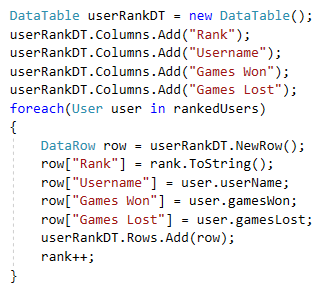 DataTable userRankDT = new DataTable();
userRankDT.Columns.Add("Rank");
userRankDT.Columns.Add("Username");
userRankDT.Columns.Add("Games Won");
userRankDT.Columns.Add("Games Lost");
foreach(User user in rankedUsers)
{
    DataRow row = userRankDT.NewRow();
    row["Rank"] = rank.ToString();
    row["Username"] = user.userName;
    row["Games Won"] = user.gamesWon;
    row["Games Lost"] = user.gamesLost;
    userRankDT.Rows.Add(row);
    rank++;
}